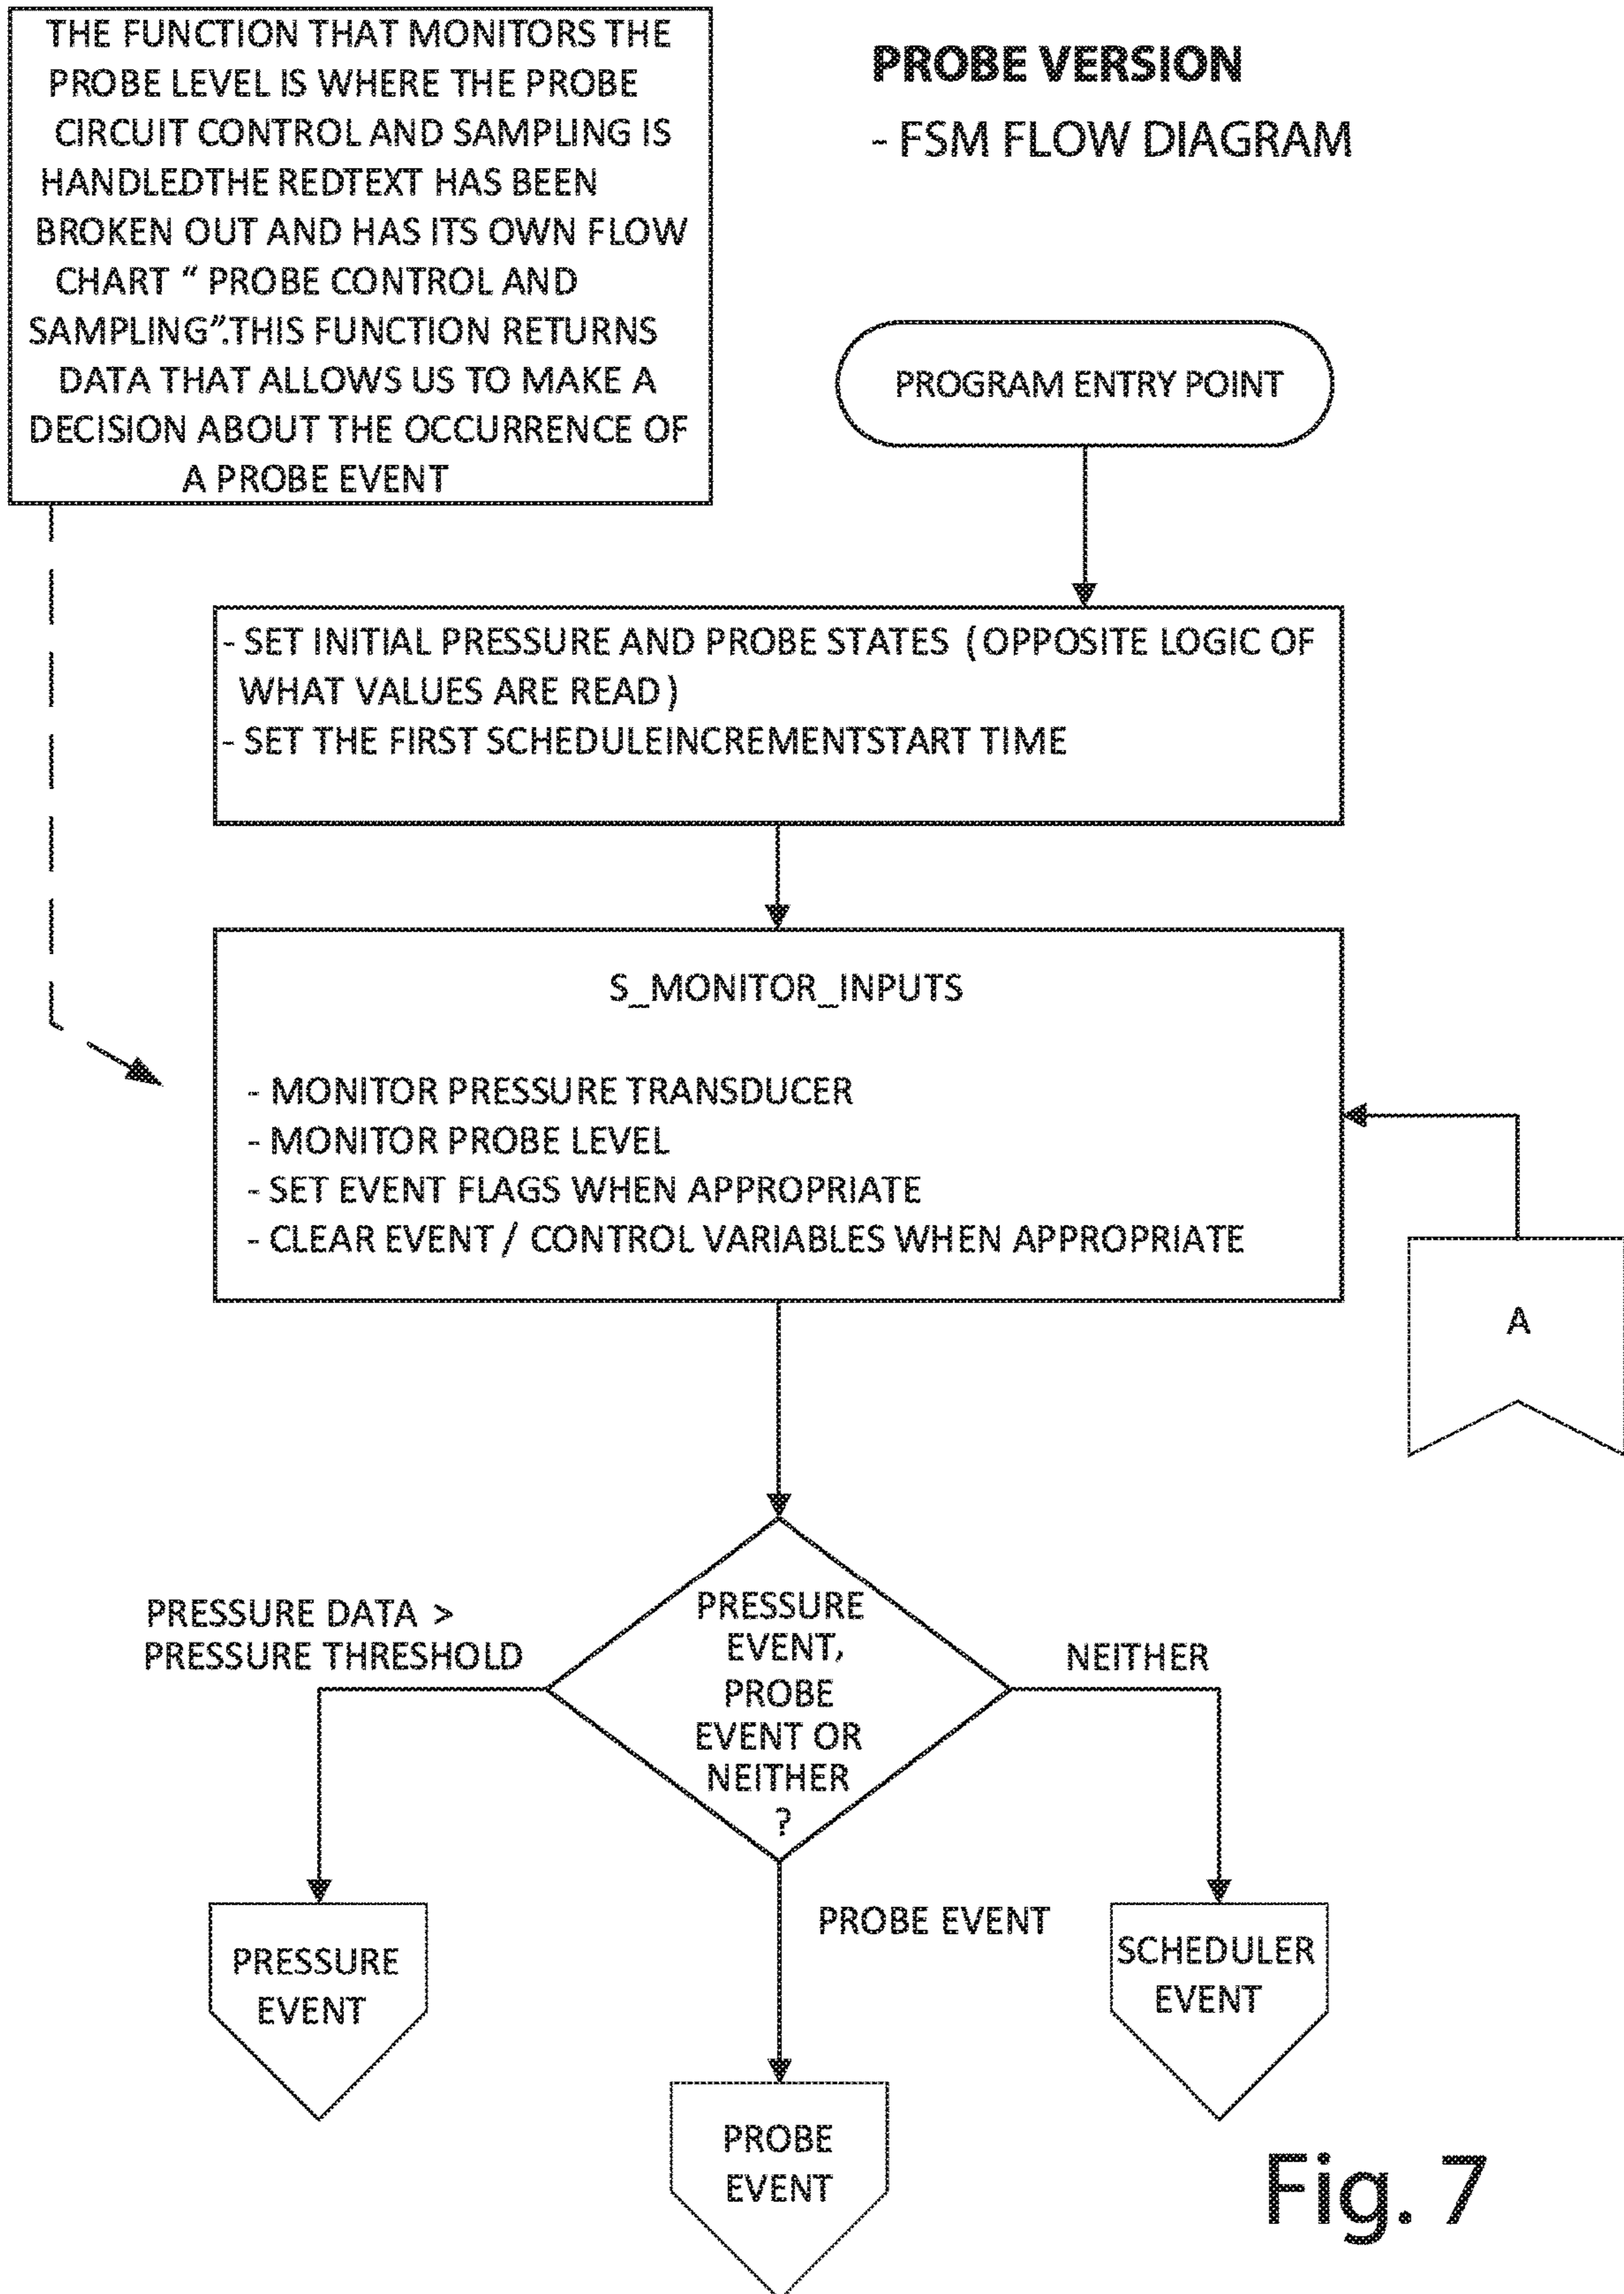 THE FUNCTION THAT MONITORS THE
PROBE LEVEL IS WHERE THE PROBE
CIRCUIT CONTROL AND SAMPLING IS
HANDLEDTHE REDTEXT HAS BEEN
BROKEN OUT AND HAS ITS OWN FLOW
CHART “ PROBE CONTROL AND
SAMPLING”.THIS FUNCTION RETURNS
DATA THAT ALLOWS US TO MAKE A
DECISION ABOUT THE OCCURRENCE OF
A PROBE EVENT
PROBE VERSION
- FSM FLOW DIAGRAM
PROGRAM ENTRY POINT
- SET INITIAL PRESSURE AND PROBE STATES (OPPOSITE LOGIC OF
WHAT VALUES ARE READ)
- SET THE FIRST SCHEDULEINCREMENTSTART TIME
S_MONITOR_INPUTS
- MONITOR PRESSURE TRANSDUCER
- MONITOR PROBE LEVEL
- SET EVENT FLAGS WHEN APPROPRIATE
- CLEAR EVENT / CONTROL VARIABLES WHEN APPROPRIATE
A
PRESSURE DATA >
PRESSURE THRESHOLD
PRESSURE
EVENT,
PROBE
EVENT OR
NEITHER
?
NEITHER
PRESSURE
EVENT
PROBE EVENT
SCHEDULER
EVENT
PROBE
EVENT
Fig. 7